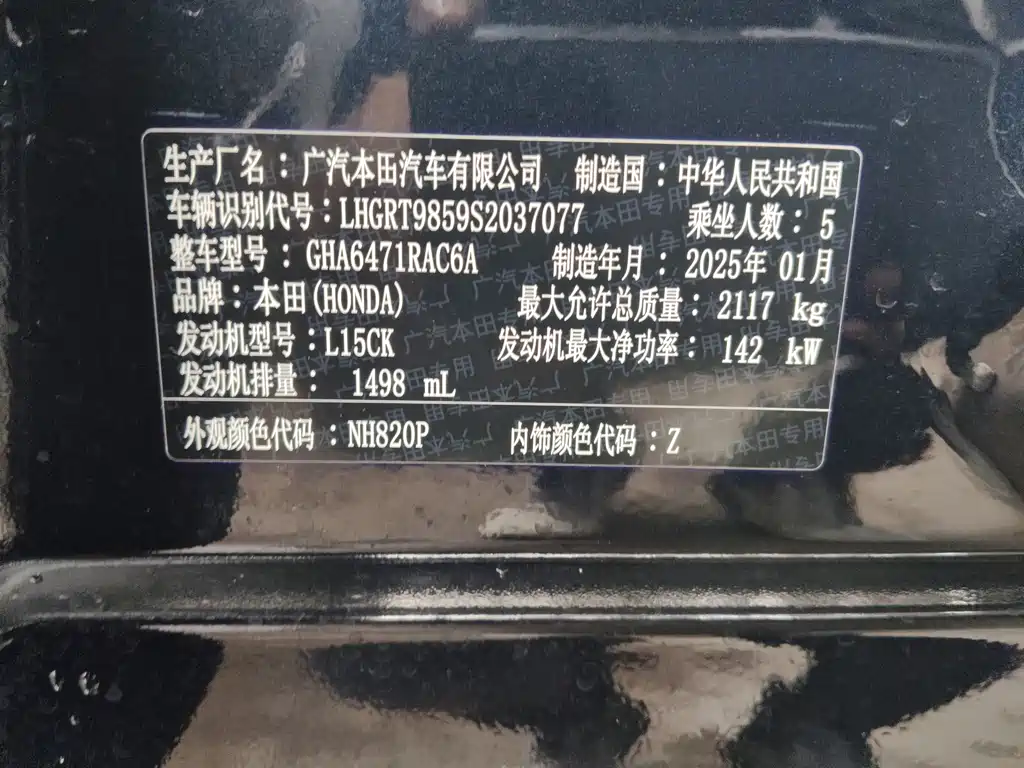 生产厂名：广汽本田汽车有限公司 制造国：中华人民共和国
车辆识别代号：LHGRT9859S2037077 乘坐人数：5
整车型号：GHA6471RAC6A 制造年月：2025年 01月
品牌：本田(HONDA) 最大允许总质量：2117 kg
发动机型号：L15CK 发动机最大净功率：142 kW
发动机排量：1498 mL
外观颜色代码：NH820P 内饰颜色代码：Z